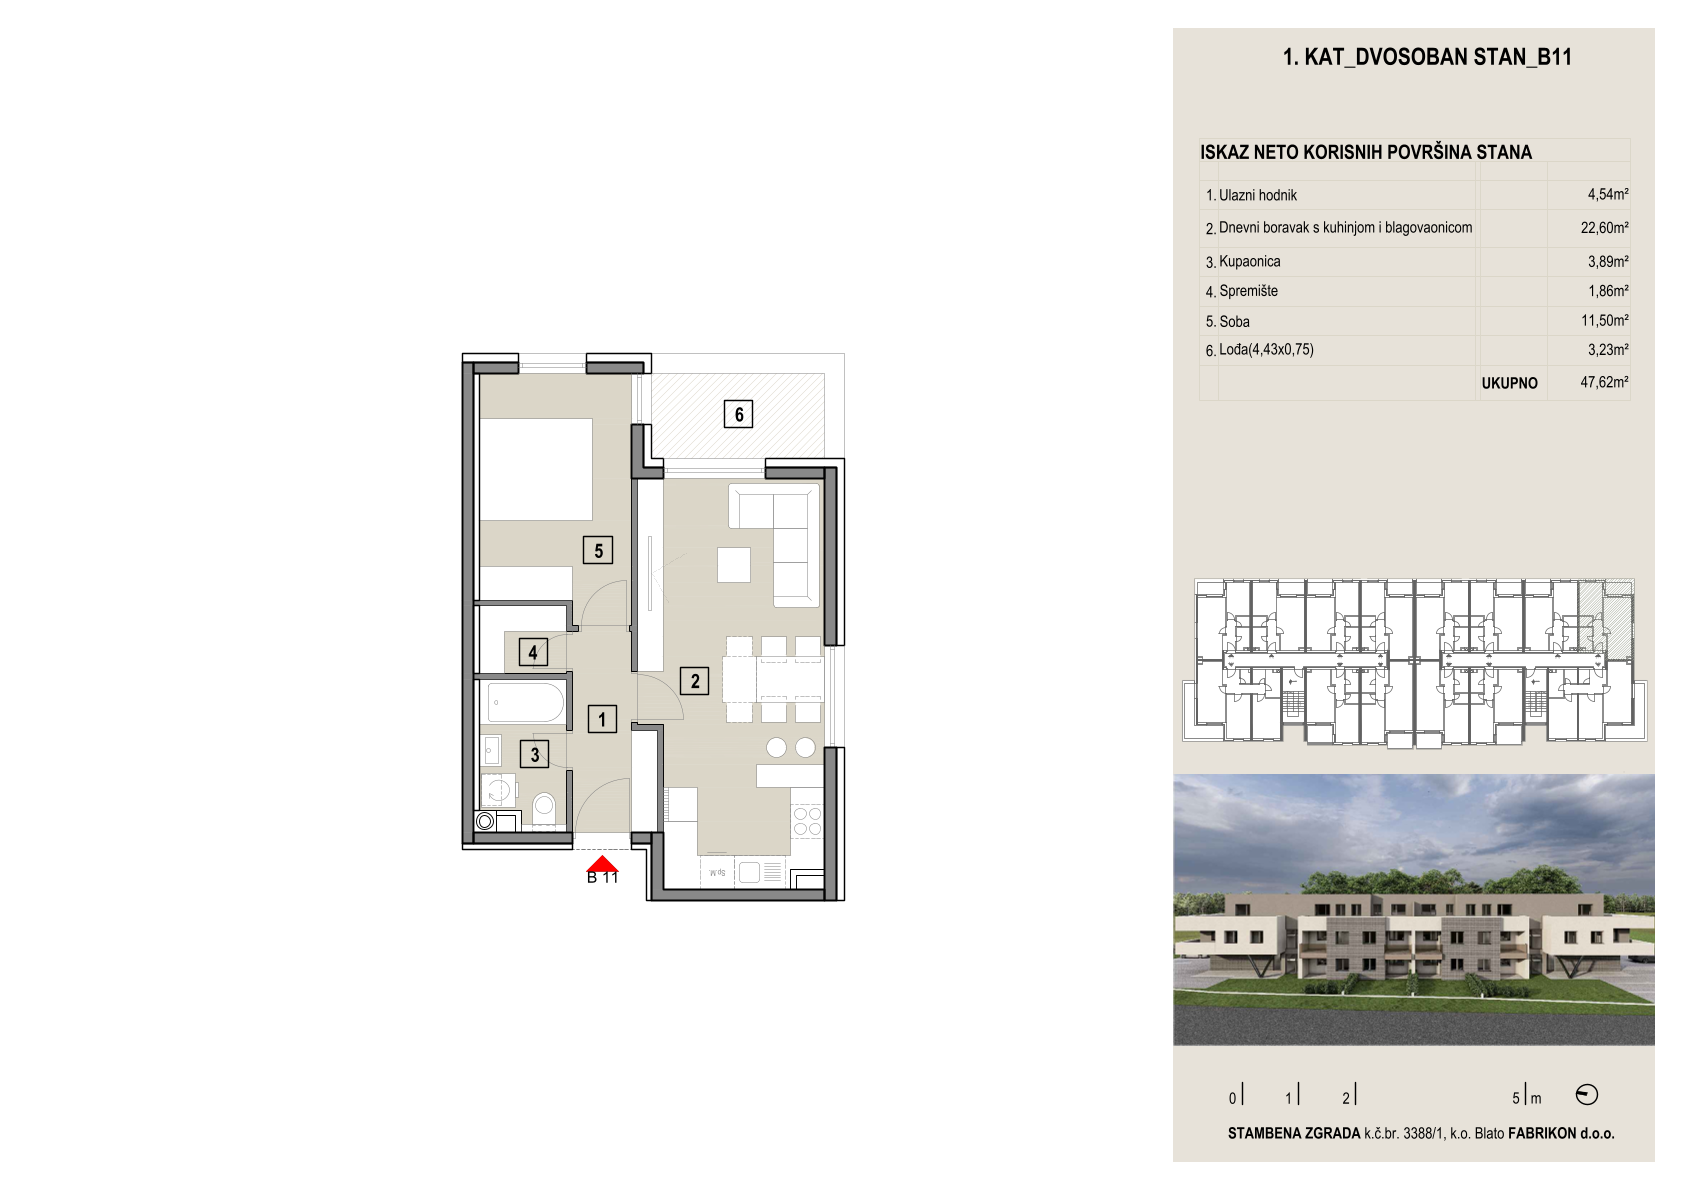 1. KAT_DVOSOBAN STAN_B11
ISKAZ NETO KORISNIH POVRŠINA STANA
1. Ulazni hodnik 4,54m²
2. Dnevni boravak s kuhinjom i blagovaonicom 22,60m²
3. Kupaonica 3,89m²
4. Spremište 1,86m²
5. Soba 11,50m²
6. Lođa(4,43x0,75) 3,23m²
UKUPNO 47,62m²
6
5
4
2
1
3
Sp.M.
B 11
0 1 2 5 m
STAMBENA ZGRADA k.č.br. 3388/1, k.o. Blato FABRIKON d.o.o.